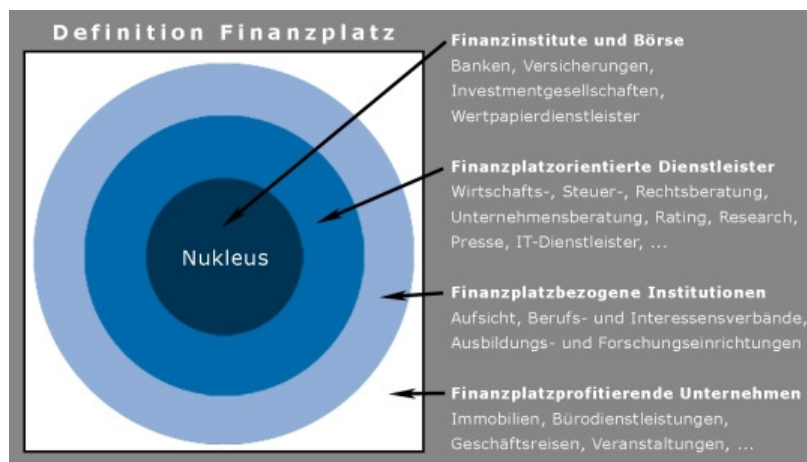 Definition Finanzplatz
Nukleus
Finanzinstitute und Börse
Banken, Versicherungen,
Investmentgesellschaften,
Wertpapierdienstleister
Finanzplatzorientierte Dienstleister
Wirtschafts-, Steuer-, Rechtsberatung,
Unternehmensberatung, Rating, Research,
Presse, IT-Dienstleister, ...
Finanzplatzbezogene Institutionen
Aufsicht, Berufs- und Interessensverbände,
Ausbildungs- und Forschungseinrichtungen
Finanzplatzprofitierende Unternehmen
Immobilien, Bürodienstleistungen,
Geschäftsreisen, Veranstaltungen, ...